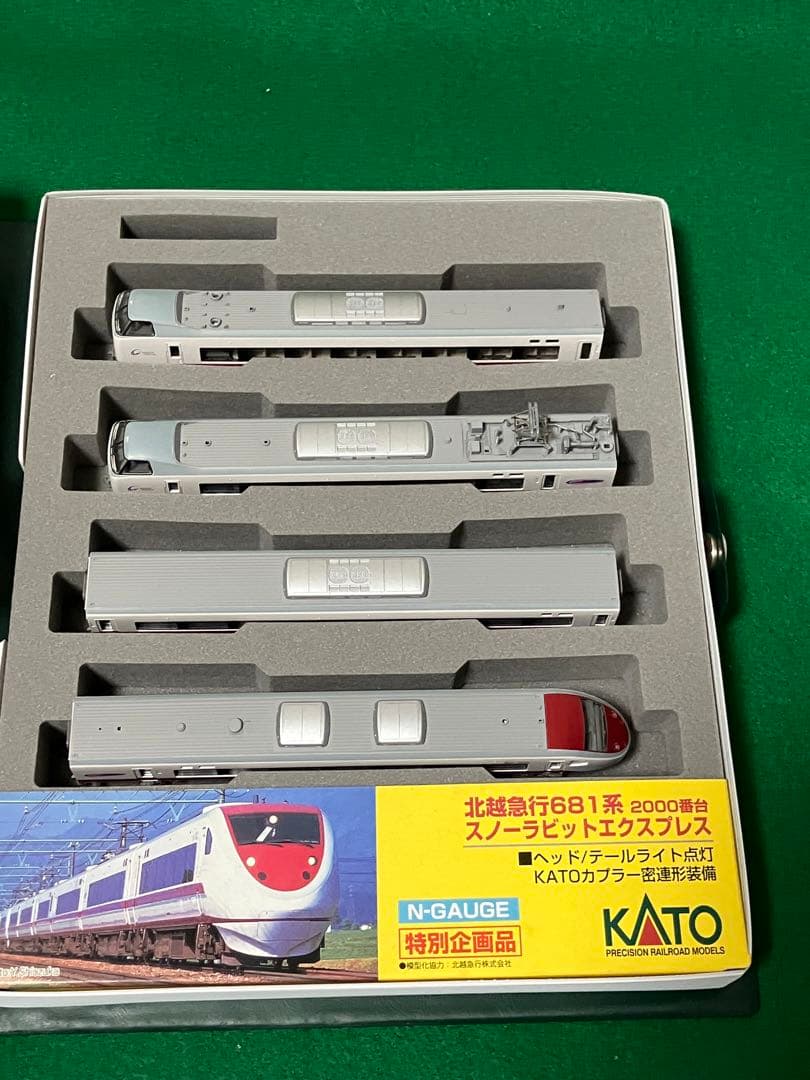 北越急行681系 2000番台
スノーラビットエクスプレス
■ヘッド/テールライト点灯
KATOカプラー密連形装備
N-GAUGE
特別企画品
●模型化協力:北越急行株式会社
KATO
PRECISION RAILROAD MODELS
Y.Shiozuka